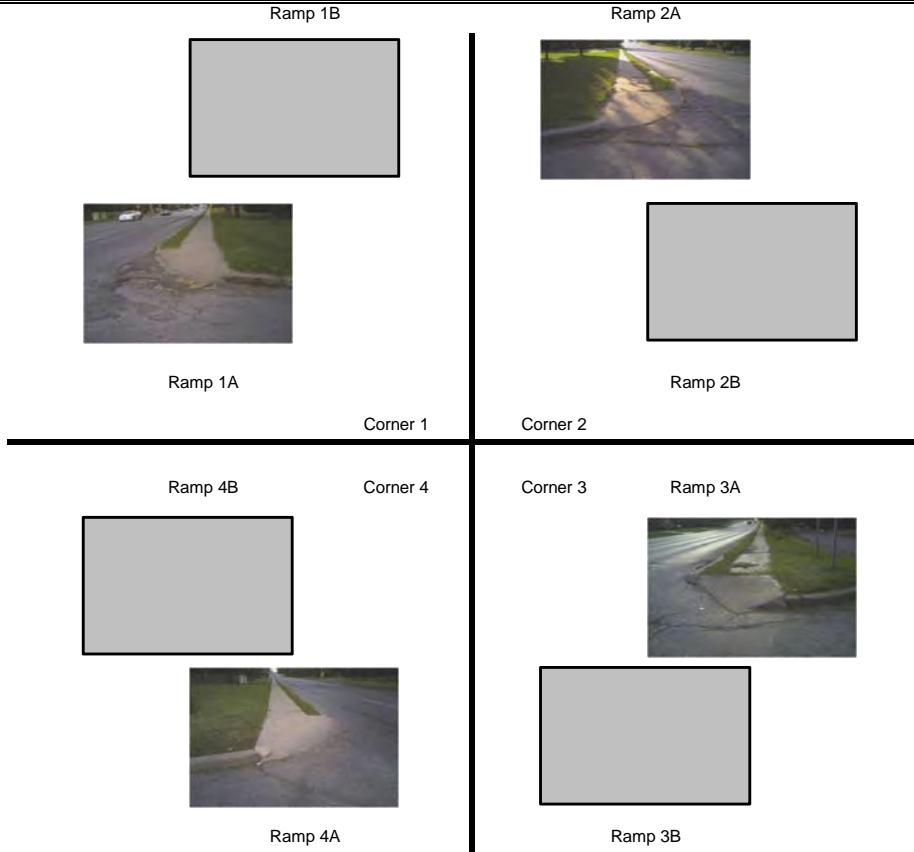 Ramp 1B Ramp 2A
Ramp 1A Ramp 2B
Corner 1 Corner 2
Ramp 4B Corner 4 Corner 3 Ramp 3A
Ramp 4A Ramp 3B